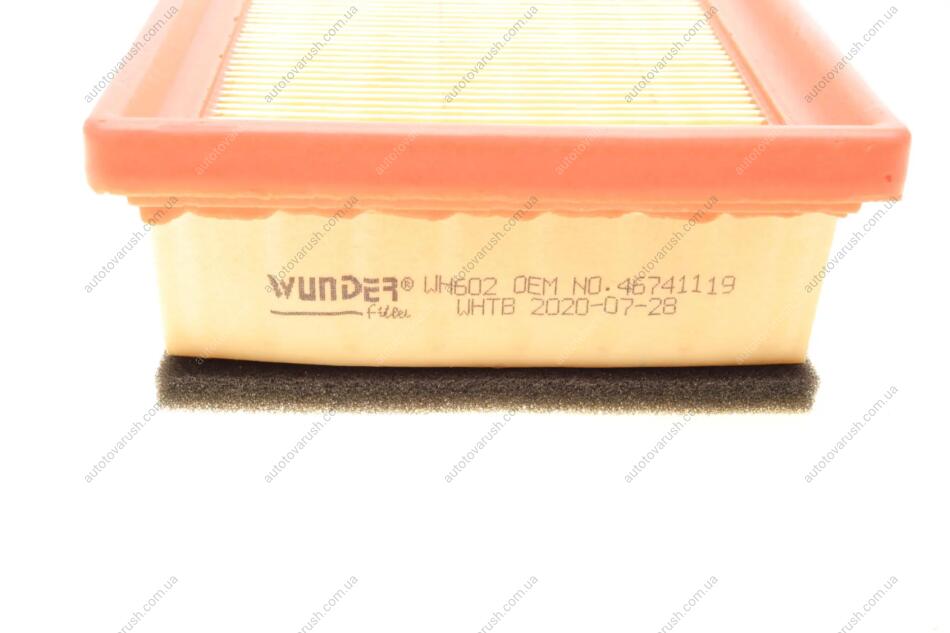 WUNDER® WH602 OEM NO.46741119
Filter WHTB 2020-07-28
autotovarush.com.ua